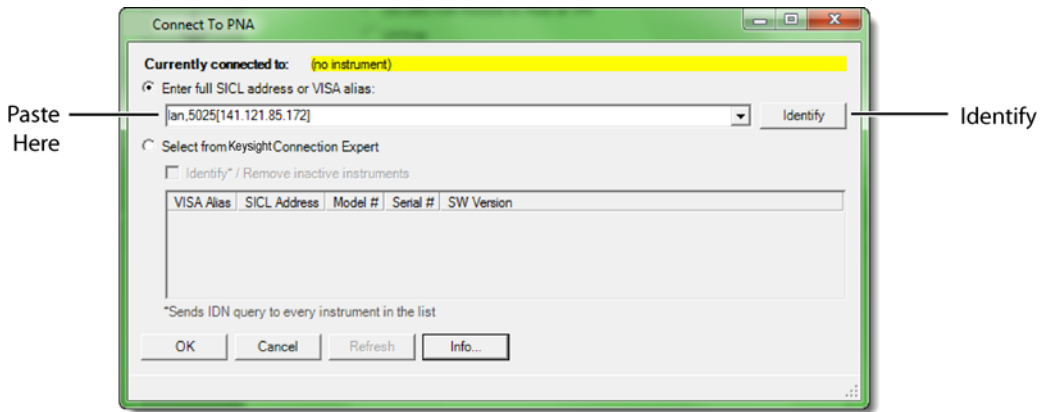 Connect To PNA
Currently connected to: (no instrument)
Enter full SICL address or VISA alias:
Paste Here
lan,5025[141.121.85.172]
Identify
Identify
Select from Keysight Connection Expert
Identify* / Remove inactive instruments
VISA Alias SICL Address Model # Serial # SW Version
*Sends IDN query to every instrument in the list
OK Cancel Refresh Info...